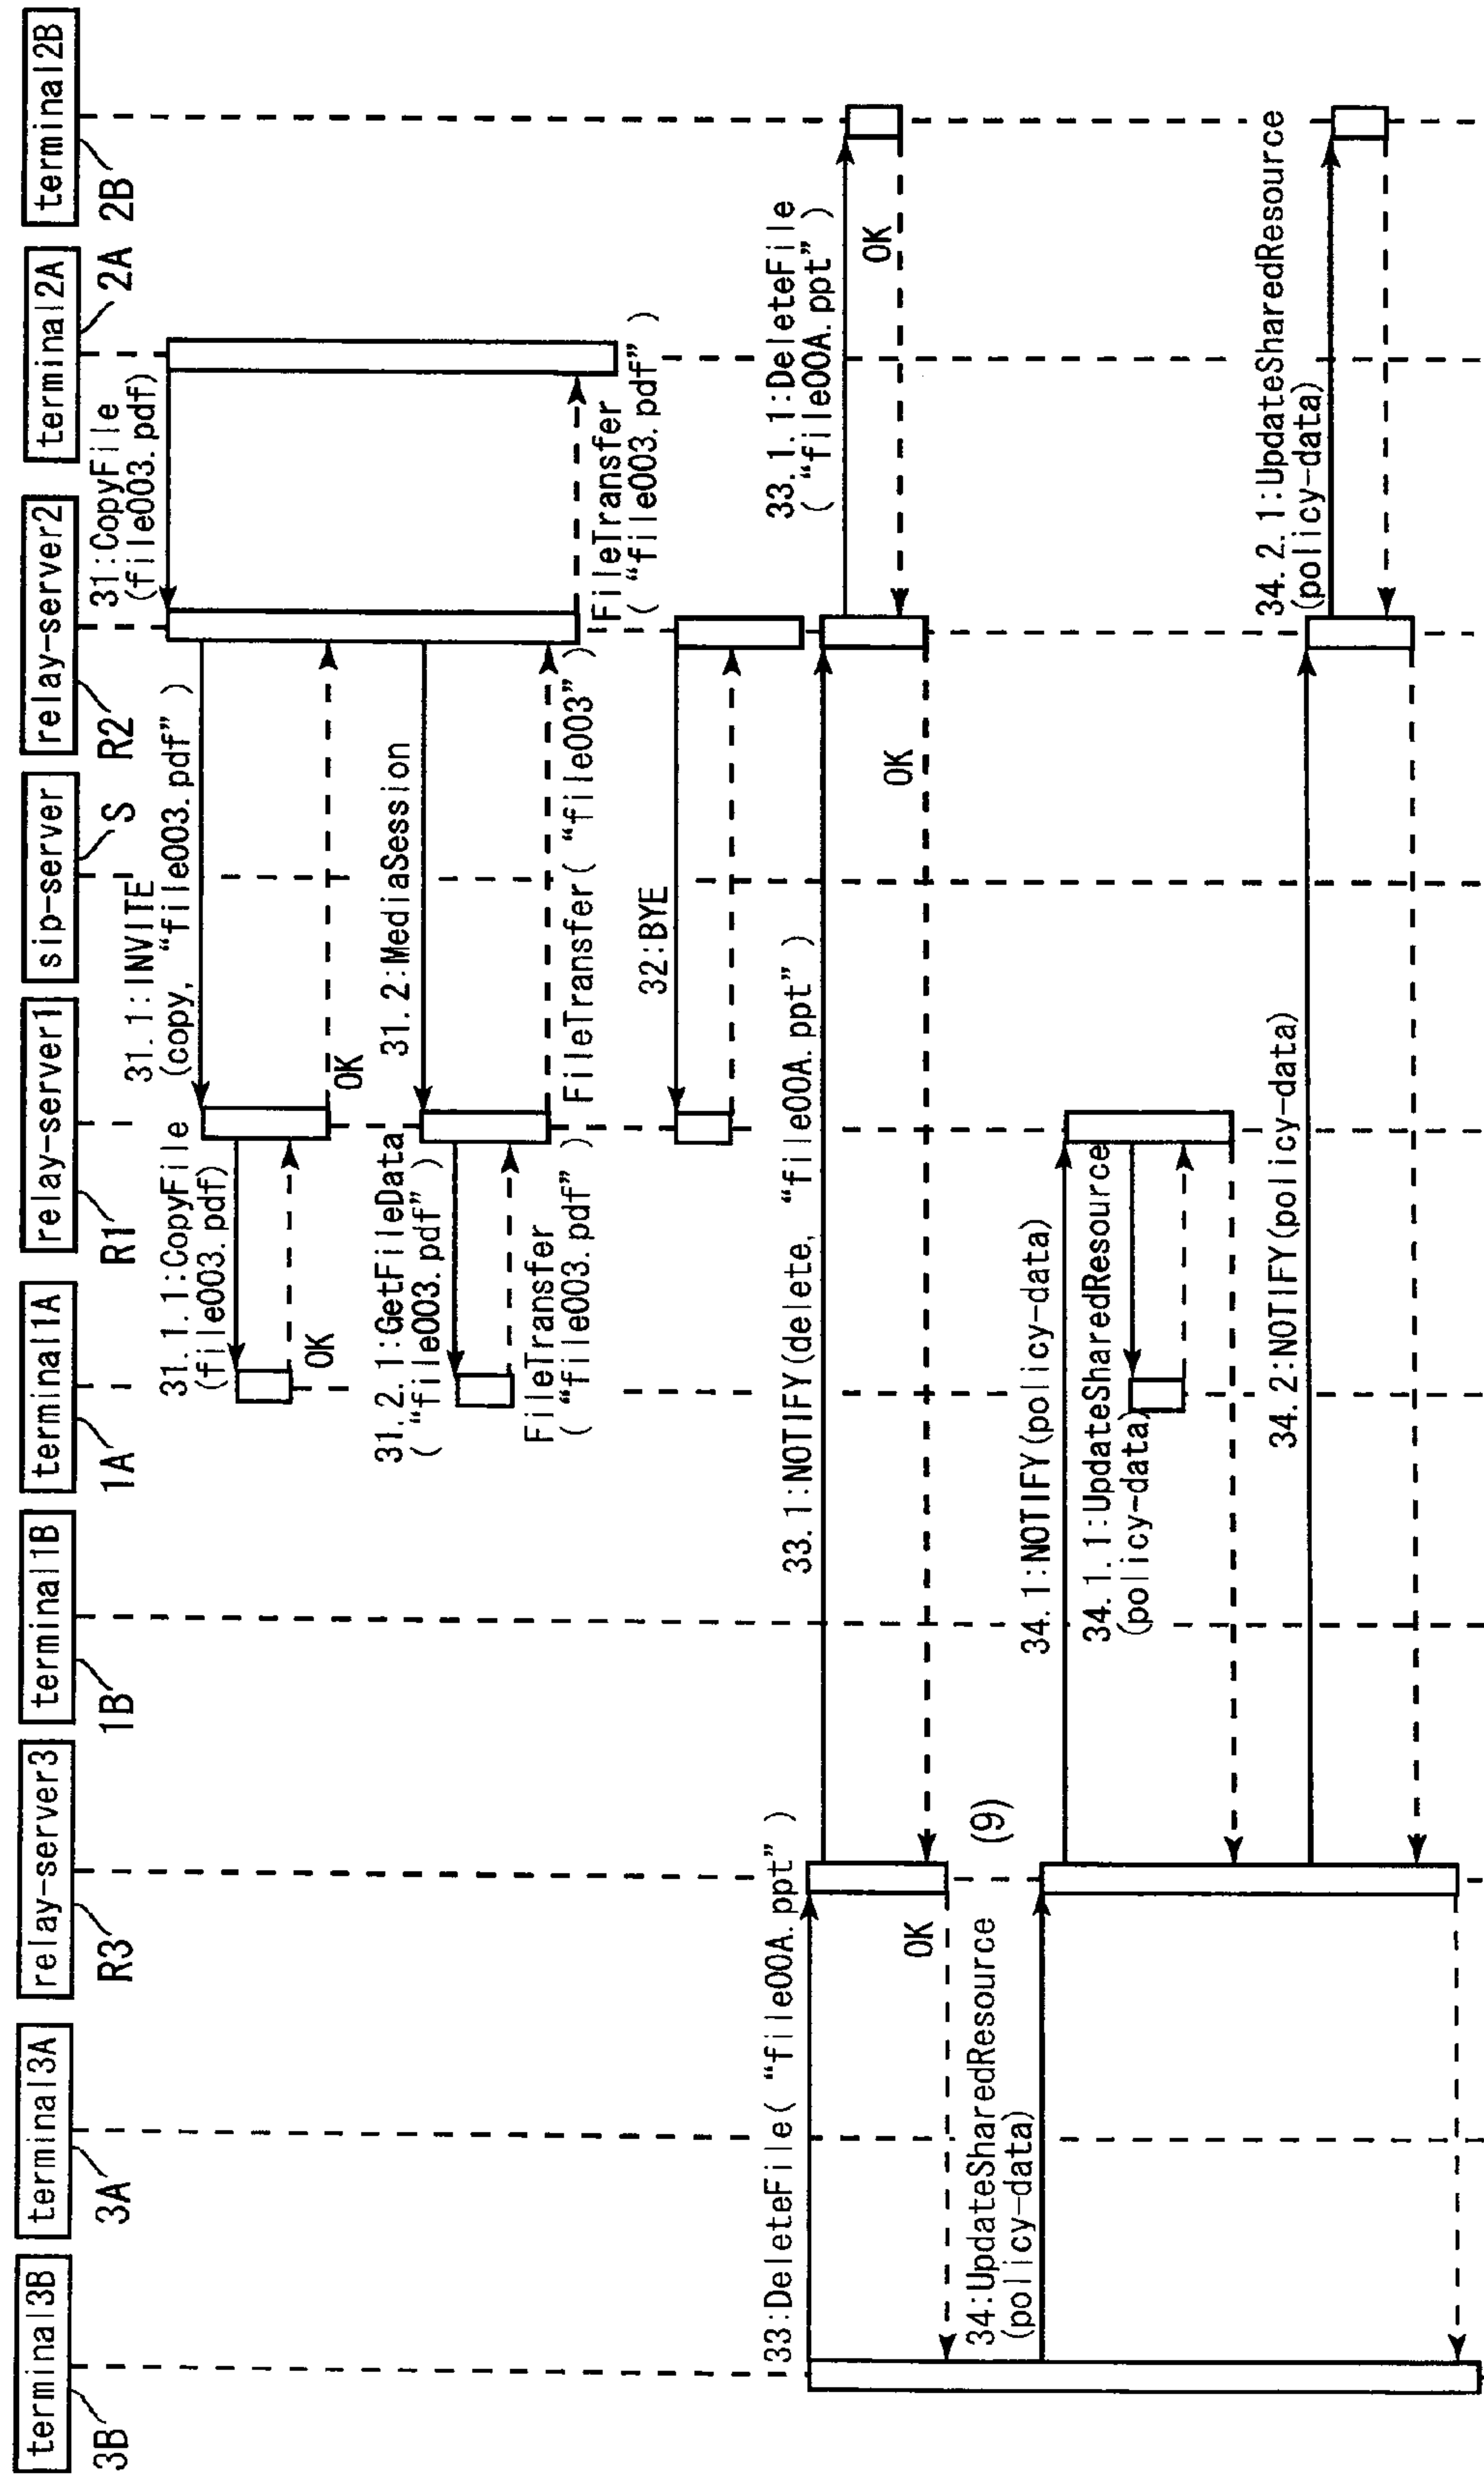 terminal3B
3B
terminal3A
3A
relay-server3
R3
terminal1B
1B
terminal1A
1A
relay-server1
R1
sip-server
S
relay-server2
R2
terminal2A
2A
terminal2B
2B
31:CopyFile
(file003.pdf)
31.1:INVITE
(copy, “file003.pdf” )
31.1.1:CopyFile
(file003.pdf)
OK
OK
31.2:MediaSession
31.2.1:GetFileData
( “file003.pdf” )
FileTransfer
( “file003.pdf” )
FileTransfer( “file003” )
FileTransfer
( “file003.pdf” )
32:BYE
33:DeleteFile( “file00A.ppt” )
33.1:NOTIFY(delete, “file00A.ppt” )
33.1.1:DeleteFile
( “file00A.ppt” )
OK
OK
OK
(9)
34:UpdateSharedResource
(policy-data)
34.1:NOTIFY(policy-data)
34.1.1:UpdateSharedResource
(policy-data)
34.2:NOTIFY(policy-data)
34.2.1:UpdateSharedResource
(policy-data)